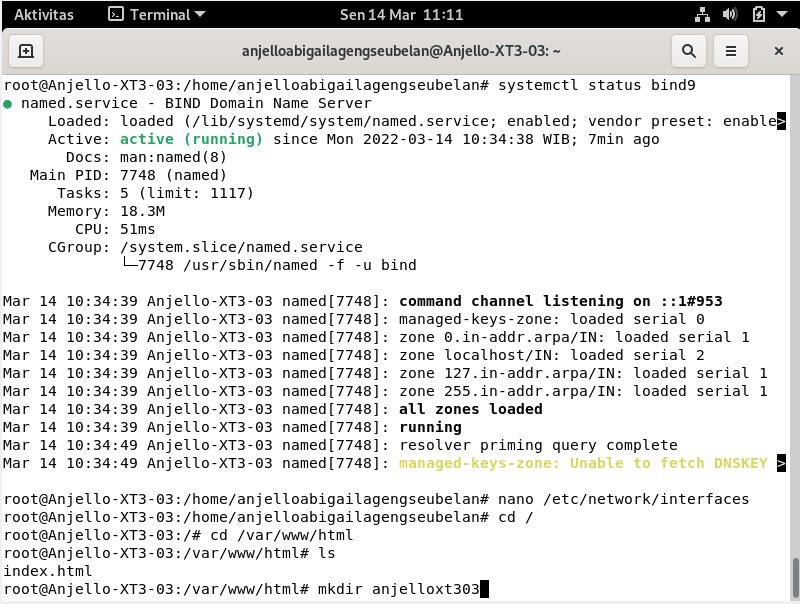 Aktivitas Terminal Sen 14 Mar 11:11
anjelloabigailagengseubelan@Anjello-XT3-03: ~
root@Anjello-XT3-03:/home/anjelloabigailagengseubelan# systemctl status bind9
● named.service - BIND Domain Name Server
     Loaded: loaded (/lib/systemd/system/named.service; enabled; vendor preset: enable>
     Active: active (running) since Mon 2022-03-14 10:34:38 WIB; 7min ago
       Docs: man:named(8)
   Main PID: 7748 (named)
      Tasks: 5 (limit: 1117)
     Memory: 18.3M
        CPU: 51ms
     CGroup: /system.slice/named.service
             └─7748 /usr/sbin/named -f -u bind
Mar 14 10:34:39 Anjello-XT3-03 named[7748]: command channel listening on ::1#953
Mar 14 10:34:39 Anjello-XT3-03 named[7748]: managed-keys-zone: loaded serial 0
Mar 14 10:34:39 Anjello-XT3-03 named[7748]: zone 0.in-addr.arpa/IN: loaded serial 1
Mar 14 10:34:39 Anjello-XT3-03 named[7748]: zone localhost/IN: loaded serial 2
Mar 14 10:34:39 Anjello-XT3-03 named[7748]: zone 127.in-addr.arpa/IN: loaded serial 1
Mar 14 10:34:39 Anjello-XT3-03 named[7748]: zone 255.in-addr.arpa/IN: loaded serial 1
Mar 14 10:34:39 Anjello-XT3-03 named[7748]: all zones loaded
Mar 14 10:34:39 Anjello-XT3-03 named[7748]: running
Mar 14 10:34:49 Anjello-XT3-03 named[7748]: resolver priming query complete
Mar 14 10:34:49 Anjello-XT3-03 named[7748]: managed-keys-zone: Unable to fetch DNSKEY >
root@Anjello-XT3-03:/home/anjelloabigailagengseubelan# nano /etc/network/interfaces
root@Anjello-XT3-03:/home/anjelloabigailagengseubelan# cd /
root@Anjello-XT3-03:/# cd /var/www/html
root@Anjello-XT3-03:/var/www/html# ls
index.html
root@Anjello-XT3-03:/var/www/html# mkdir anjelloxt303